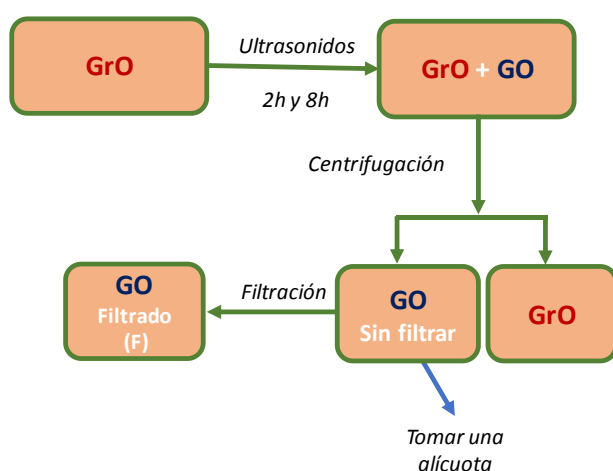 GrO
Ultrasonidos
2h y 8h
GrO + GO
Centrifugación
GO
Filtrado
(F)
Filtración
GO
Sin filtrar
GrO
Tomar una
alícuota